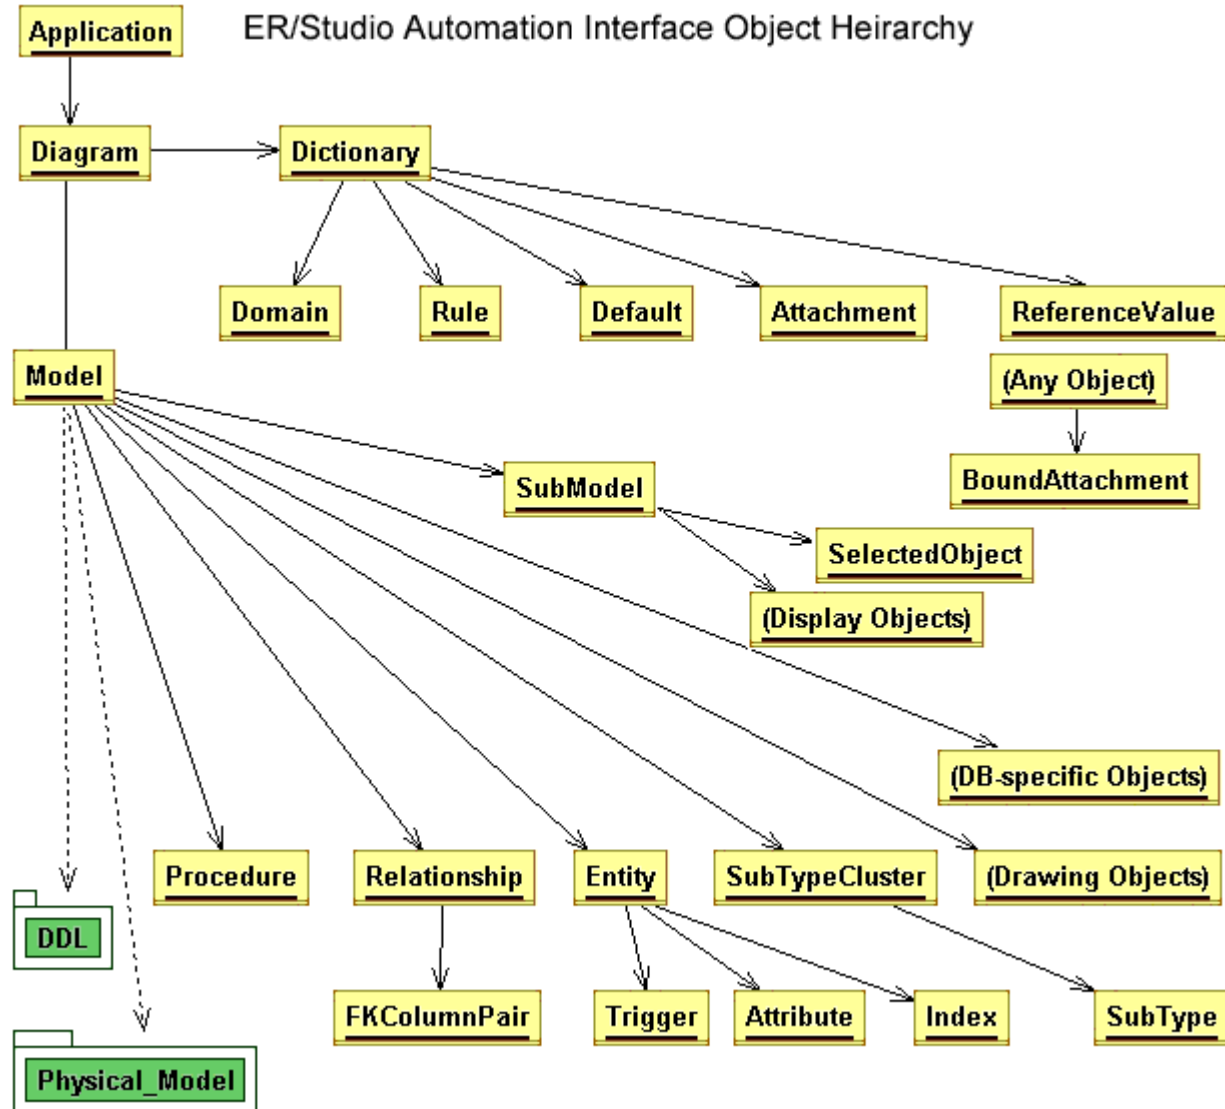 Application
ER/Studio Automation Interface Object Heirarchy
Diagram
Dictionary
Domain
Rule
Default
Attachment
ReferenceValue
Model
(Any Object)
SubModel
BoundAttachment
SelectedObject
(Display Objects)
(DB-specific Objects)
Procedure
Relationship
Entity
SubTypeCluster
(Drawing Objects)
DDL
FKColumnPair
Trigger
Attribute
Index
SubType
Physical_Model